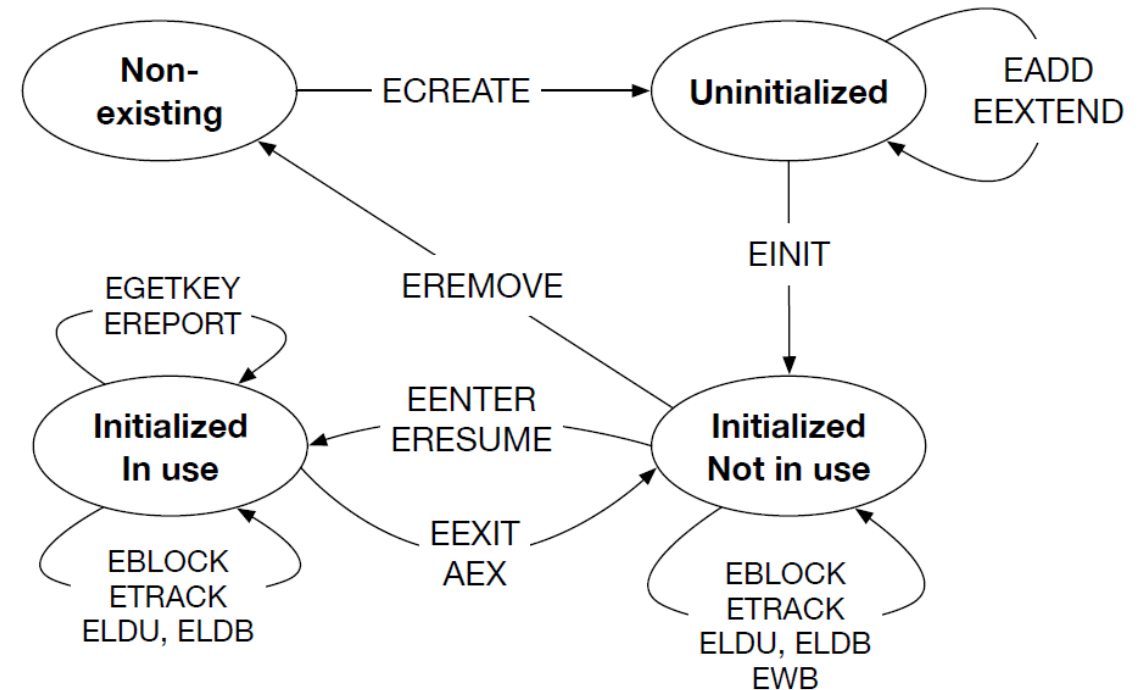 Non-
existing
ECREATE
Uninitialized
EADD
EEXTEND
EINIT
EREMOVE
EGETKEY
EREPORT
EENTER
ERESUME
Initialized
In use
Initialized
Not in use
EEXIT
AEX
EBLOCK
ETRACK
ELDU, ELDB
EBLOCK
ETRACK
ELDU, ELDB
EWB